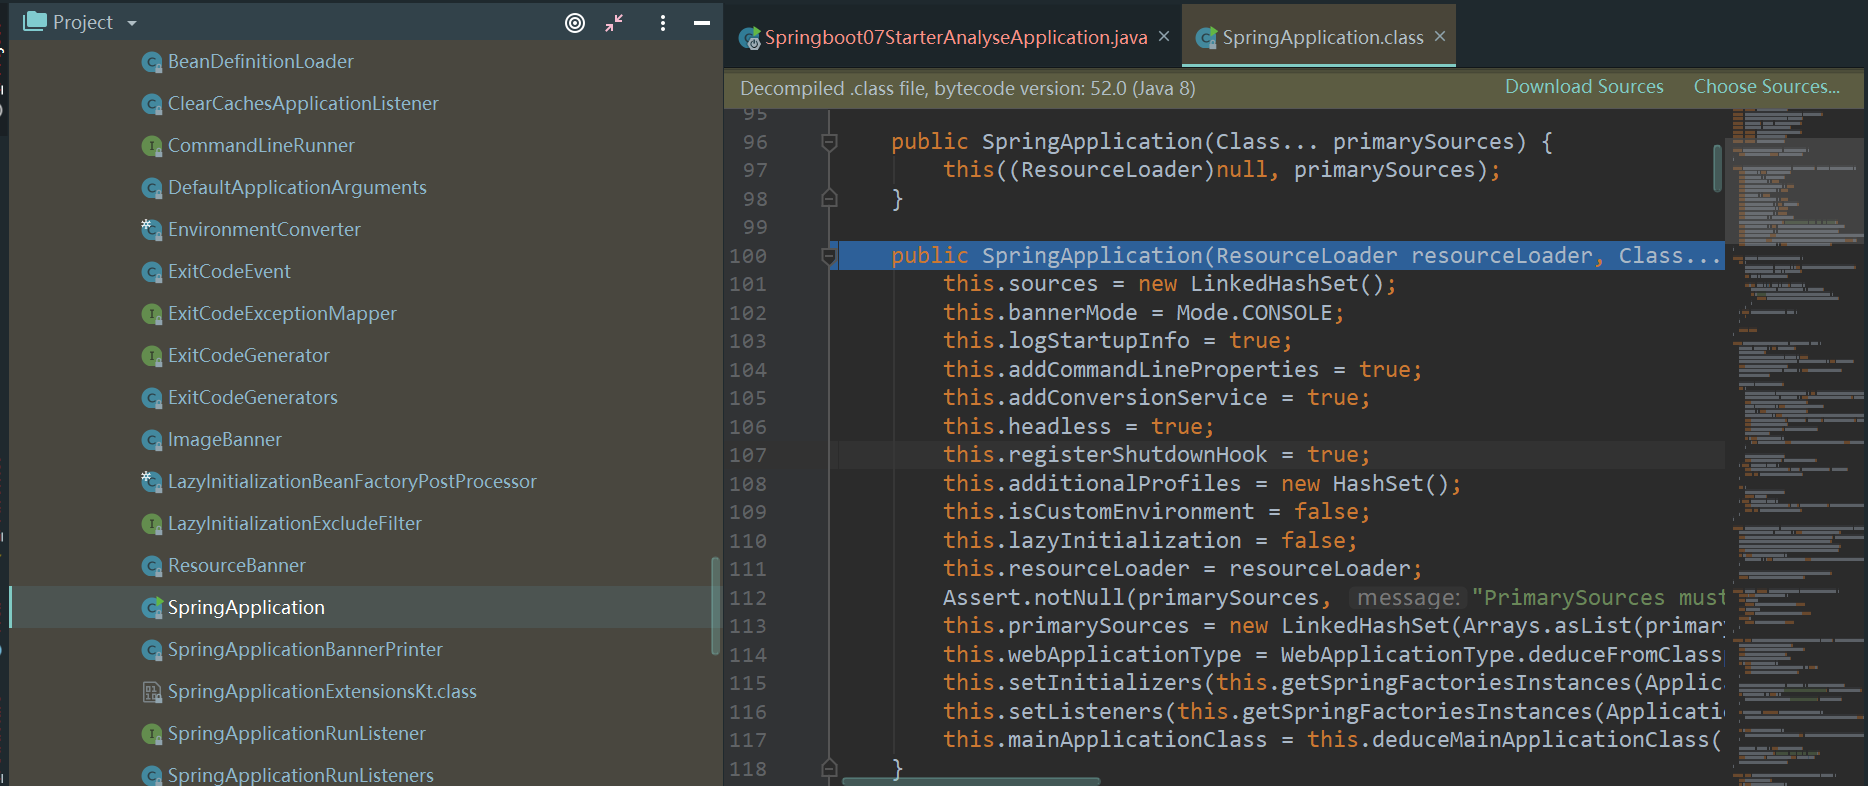 Project
BeanDefinitionLoader
ClearCachesApplicationListener
CommandLineRunner
DefaultApplicationArguments
EnvironmentConverter
ExitCodeEvent
ExitCodeExceptionMapper
ExitCodeGenerator
ExitCodeGenerators
ImageBanner
LazyInitializationBeanFactoryPostProcessor
LazyInitializationExcludeFilter
ResourceBanner
SpringApplication
SpringApplicationBannerPrinter
SpringApplicationExtensionsKt.class
SpringApplicationRunListener
SpringApplicationRunListeners
Springboot07StarterAnalyseApplication.java
SpringApplication.class
Decompiled .class file, bytecode version: 52.0 (Java 8)
Download Sources
Choose Sources...
95
96 public SpringApplication(Class... primarySources) {
97 this((ResourceLoader)null, primarySources);
98 }
99
100 public SpringApplication(ResourceLoader resourceLoader, Class...
101 this.sources = new LinkedHashSet();
102 this.bannerMode = Mode.CONSOLE;
103 this.logStartupInfo = true;
104 this.addCommandLineProperties = true;
105 this.addConversionService = true;
106 this.headless = true;
107 this.registerShutdownHook = true;
108 this.additionalProfiles = new HashSet();
109 this.isCustomEnvironment = false;
110 this.lazyInitialization = false;
111 this.resourceLoader = resourceLoader;
112 Assert.notNull(primarySources, message: "PrimarySources must
113 this.primarySources = new LinkedHashSet(Arrays.asList(primar
114 this.webApplicationType = WebApplicationType.deduceFromClass
115 this.setInitializers(this.getSpringFactoriesInstances(Applic
116 this.setListeners(this.getSpringFactoriesInstances(Applicati
117 this.mainApplicationClass = this.deduceMainApplicationClass(
118 }